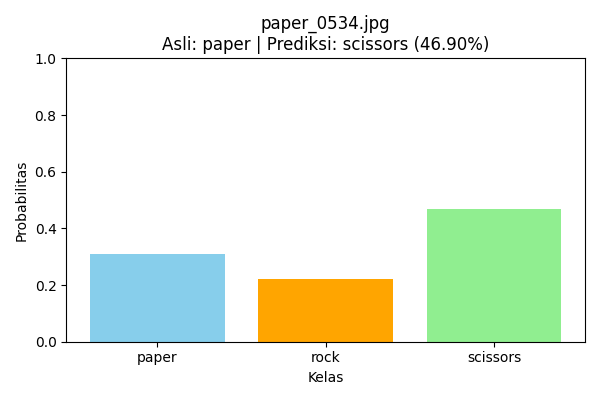 paper_0534.jpg
Asli: paper | Prediksi: scissors (46.90%)
1.0
0.8
0.6
0.4
0.2
0.0
Probabilitas
paper
rock
scissors
Kelas